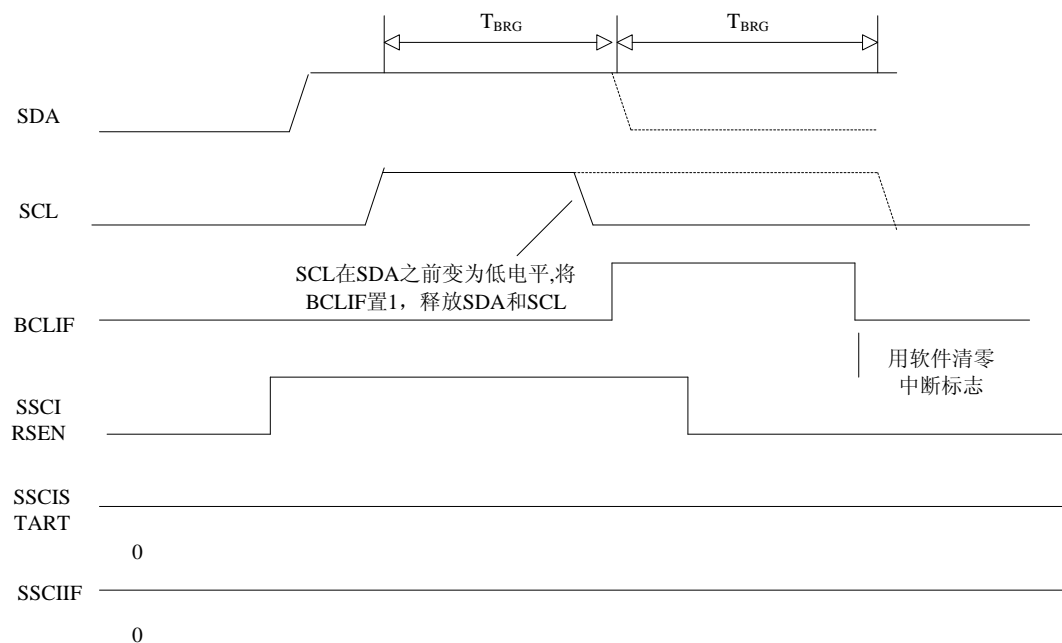 TBRG TBRG
SDA
SCL
SCL在SDA之前变为低电平,将
BCLIF置1，释放SDA和SCL
BCLIF
用软件清零
中断标志
SSCI
RSEN
SSCIS
TART
0
SSCIIF
0